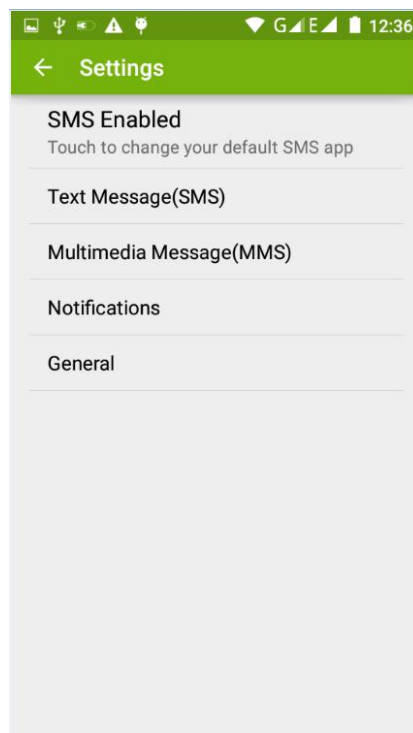 G E 12:36
Settings
SMS Enabled
Touch to change your default SMS app
Text Message(SMS)
Multimedia Message(MMS)
Notifications
General